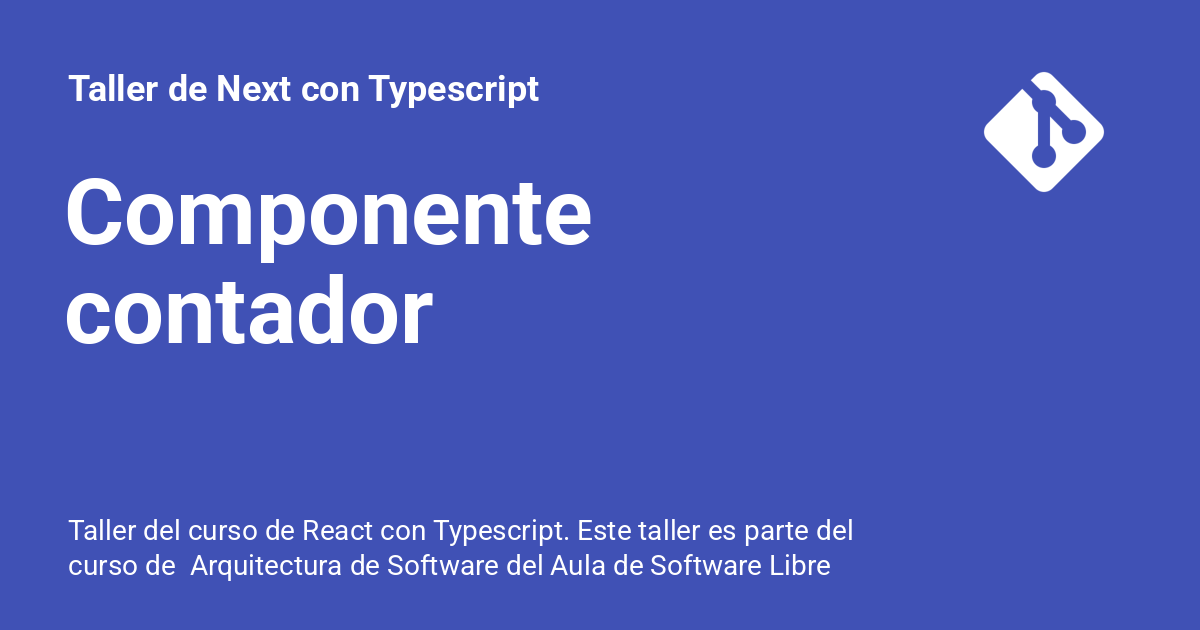 Taller de Next con Typescript
Componente
contador
Taller del curso de React con Typescript. Este taller es parte del
curso de  Arquitectura de Software del Aula de Software Libre